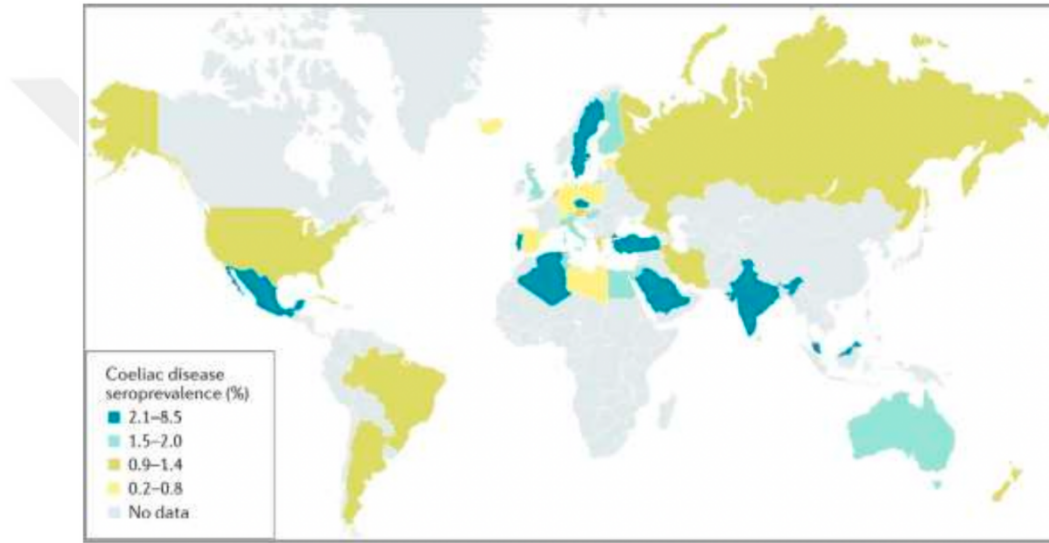 Coeliac disease
seroprevalence (%)
2.1–8.5
1.5–2.0
0.9–1.4
0.2–0.8
No data